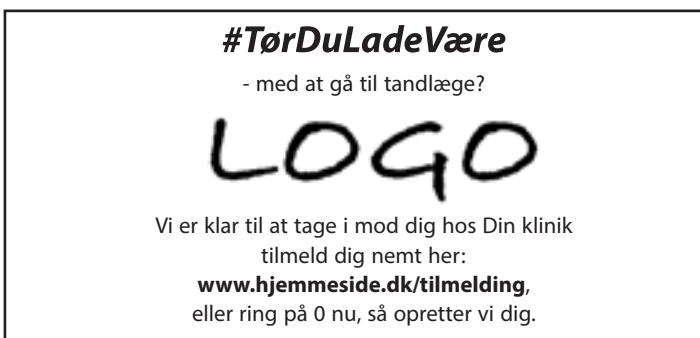 #TørDuLadeVære
- med at gå til tandlæge?
LOGO
Vi er klar til at tage i mod dig hos Din klinik
tilmeld dig nemt her:
www.hjemmeside.dk/tilmelding,
eller ring på 0 nu, så opretter vi dig.